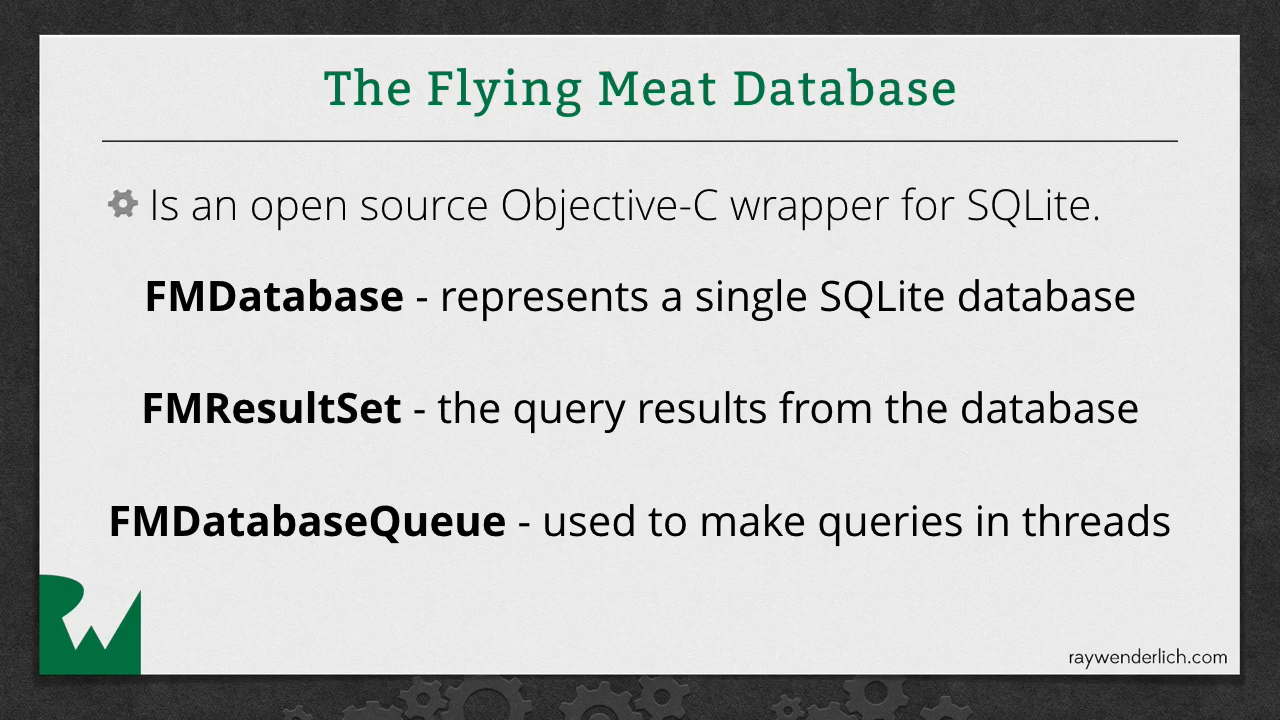 The Flying Meat Database
Is an open source Objective-C wrapper for SQLite.
FMDatabase - represents a single SQLite database
FMResultSet - the query results from the database
FMDatabaseQueue - used to make queries in threads
RW
raywenderlich.com